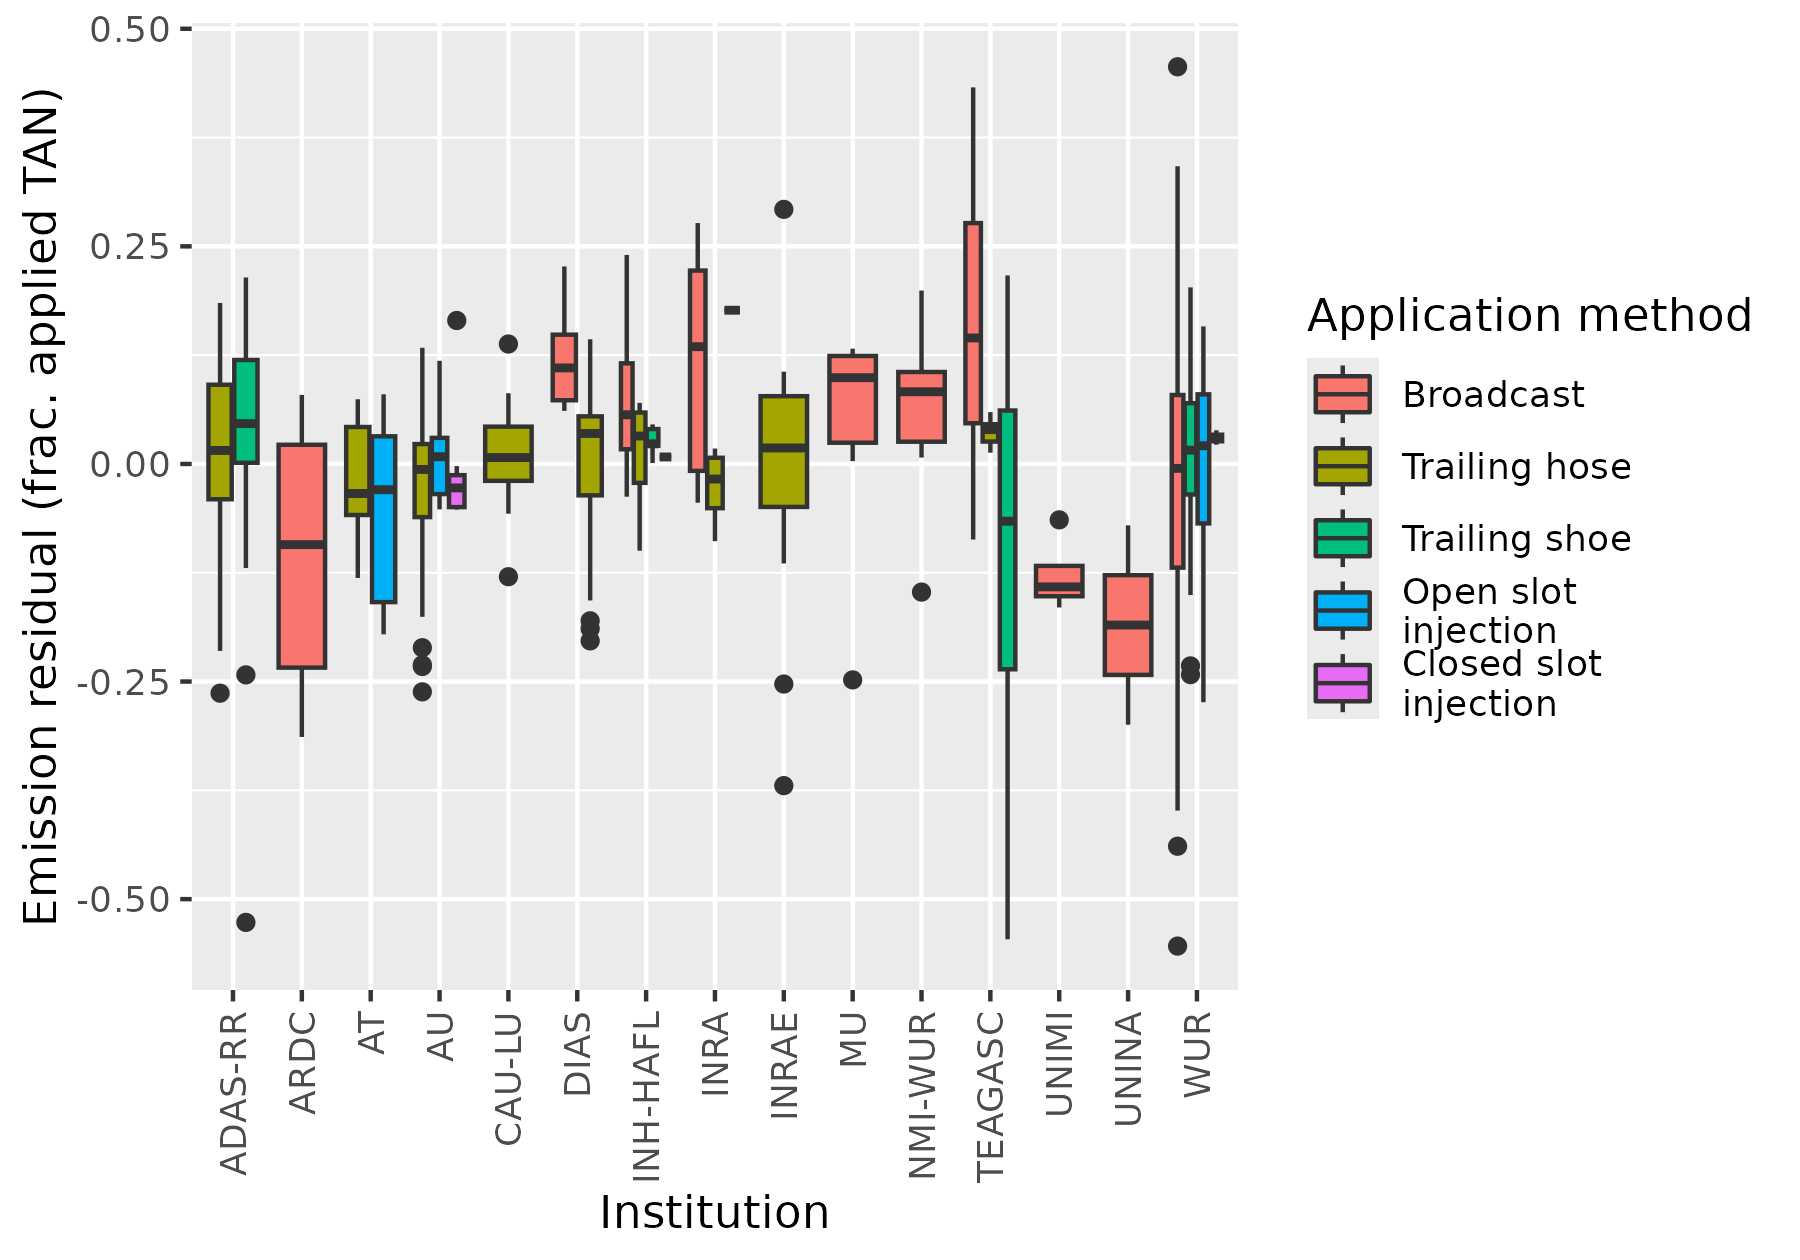 Emission residual (frac. applied TAN)
0.50
0.25
0.00
-0.25
-0.50
ADAS-RR
ARDC
AT
AU
CAU-LU
DIAS
INH-HAFL
INRA
INRAE
MU
NMI-WUR
TEAGASC
UNIMI
UNINA
WUR
Institution
Application method
Broadcast
Trailing hose
Trailing shoe
Open slot
injection
Closed slot
injection